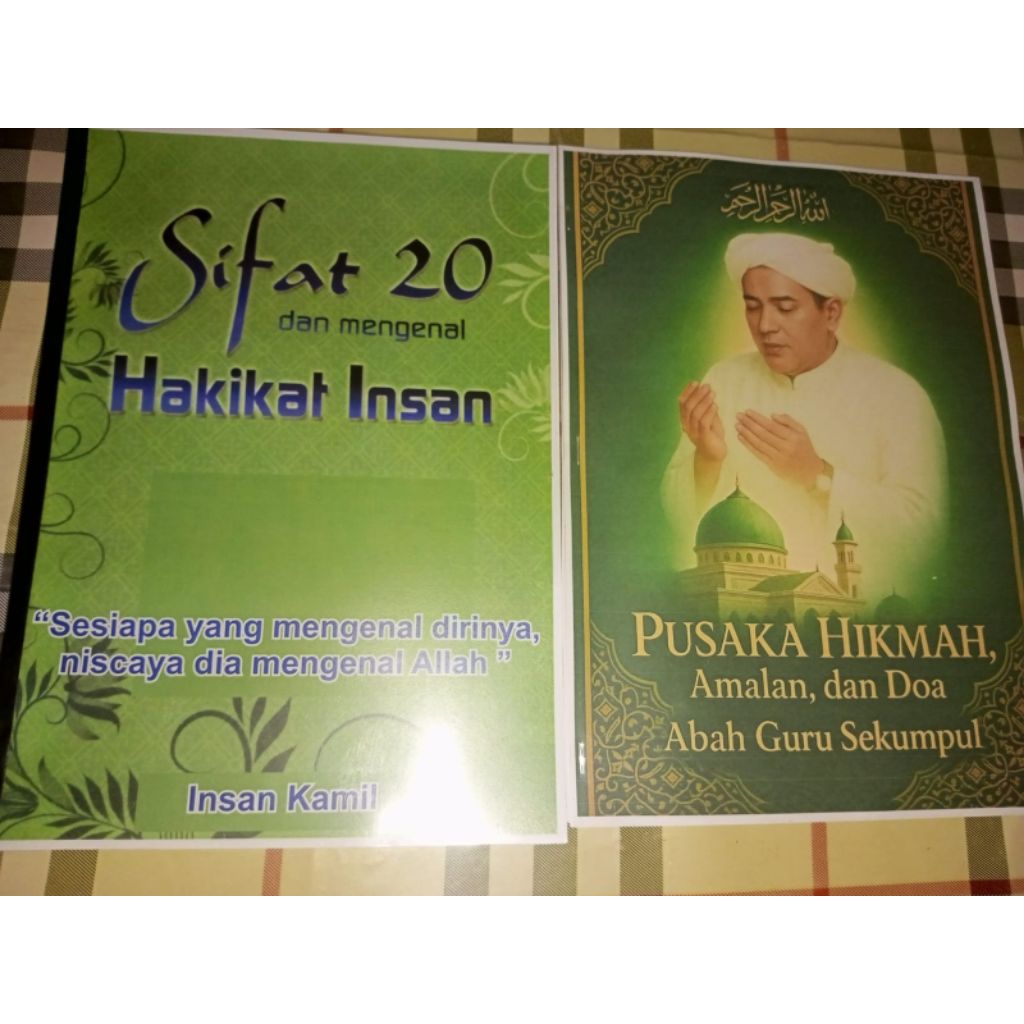 Sifat 20
dan mengenal
Hakikat Insan
“Sesiapa yang mengenal dirinya,
niscaya dia mengenal Allah ”
Insan Kamil
الله الرحمن الرحيم
PUSAKA HIKMAH,
Amalan, dan Doa
Abah Guru Sekumpul